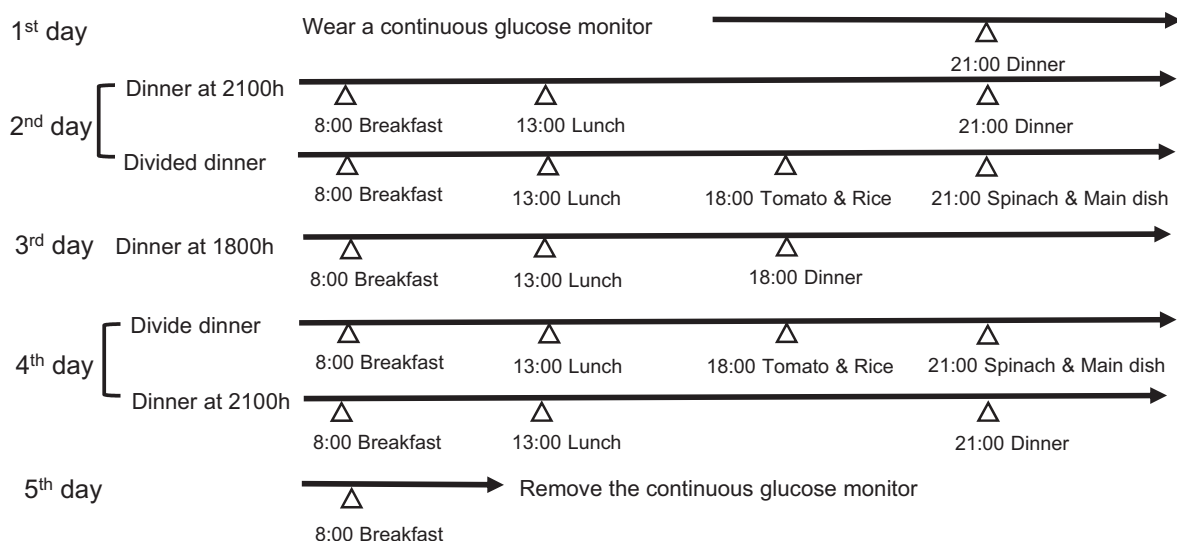 1st day Wear a continuous glucose monitor
21:00 Dinner
Dinner at 2100h
8:00 Breakfast 13:00 Lunch 21:00 Dinner
2nd day
Divided dinner
8:00 Breakfast 13:00 Lunch 18:00 Tomato & Rice 21:00 Spinach & Main dish
3rd day Dinner at 1800h
8:00 Breakfast 13:00 Lunch 18:00 Dinner
Divide dinner
8:00 Breakfast 13:00 Lunch 18:00 Tomato & Rice 21:00 Spinach & Main dish
4th day
Dinner at 2100h
8:00 Breakfast 13:00 Lunch 21:00 Dinner
5th day Remove the continuous glucose monitor
8:00 Breakfast